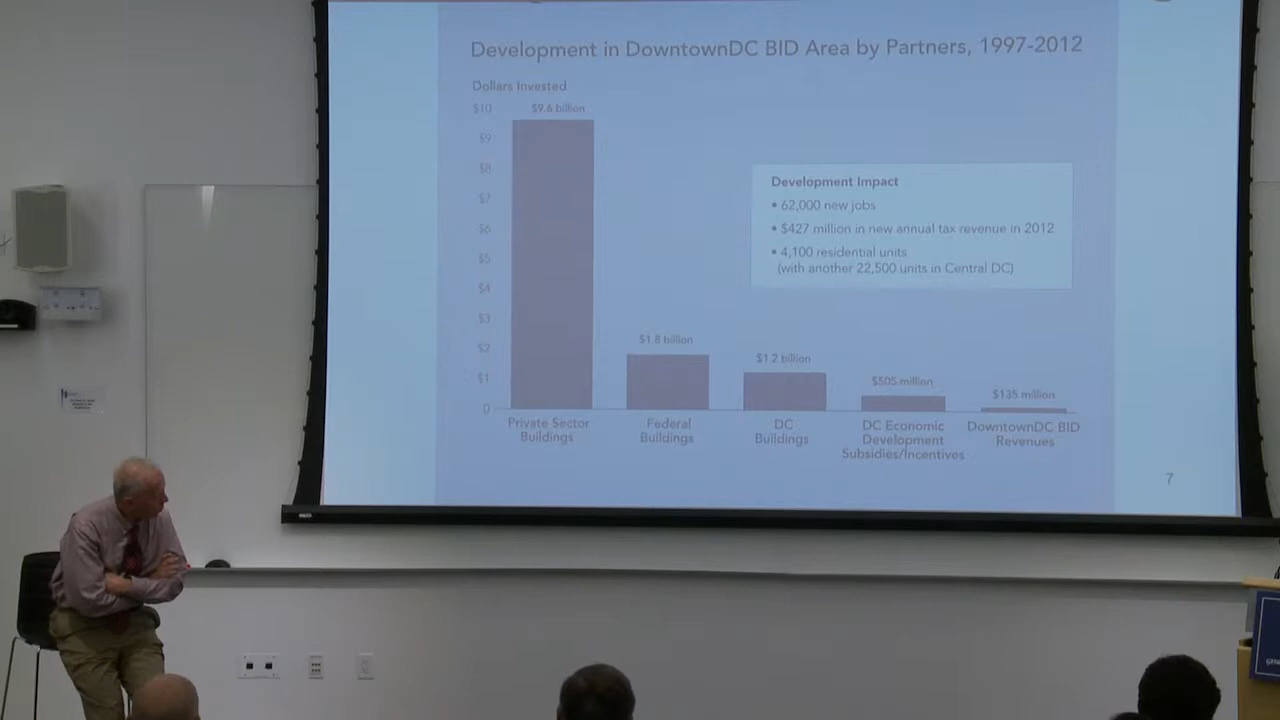 Development in DowntownDC BID Area by Partners, 1997-2012
Dollars Invested
$10
$9
$8
$7
$6
$5
$4
$3
$2
$1
0
$9.6 billion
$1.8 billion
$1.2 billion
$505 million
$135 million
Development Impact
• 62,000 new jobs
• $427 million in new annual tax revenue in 2012
• 4,100 residential units
(with another 22,500 units in Central DC)
Private Sector
Buildings
Federal
Buildings
DC
Buildings
DC Economic
Development
Subsidies/Incentives
DowntownDC BID
Revenues
7